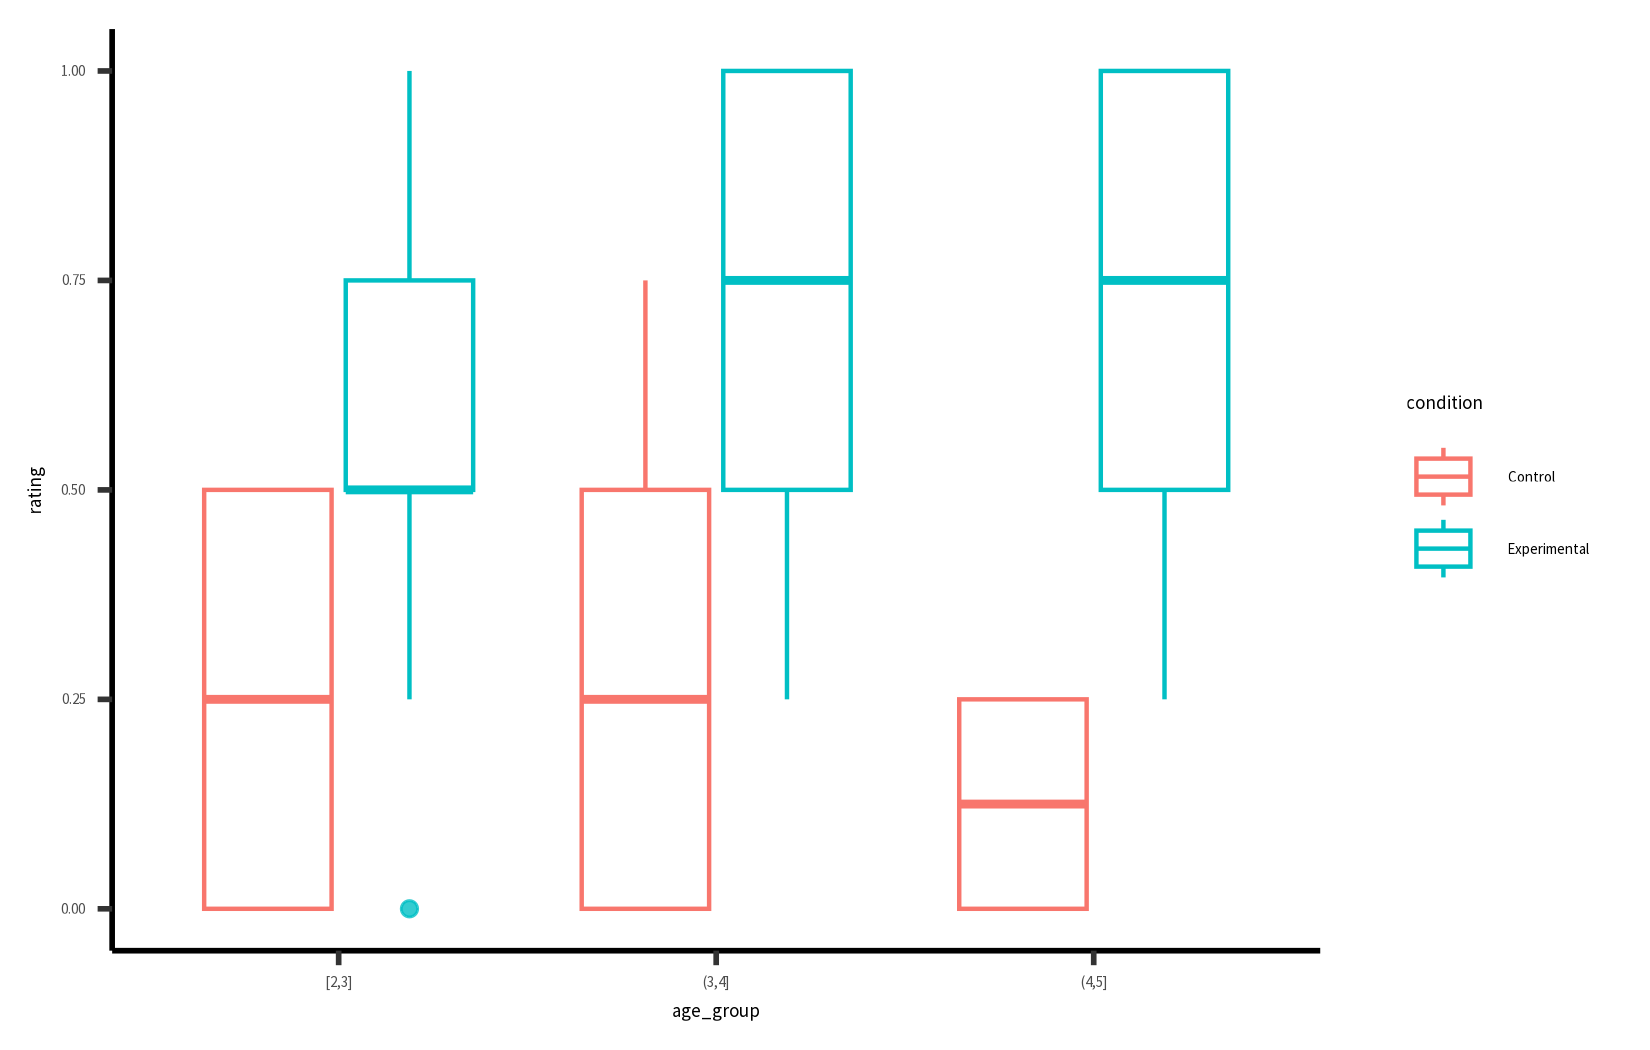 1.00
0.75
0.50
0.25
0.00
rating
[2,3]
(3,4]
(4,5]
age_group
condition
Control
Experimental